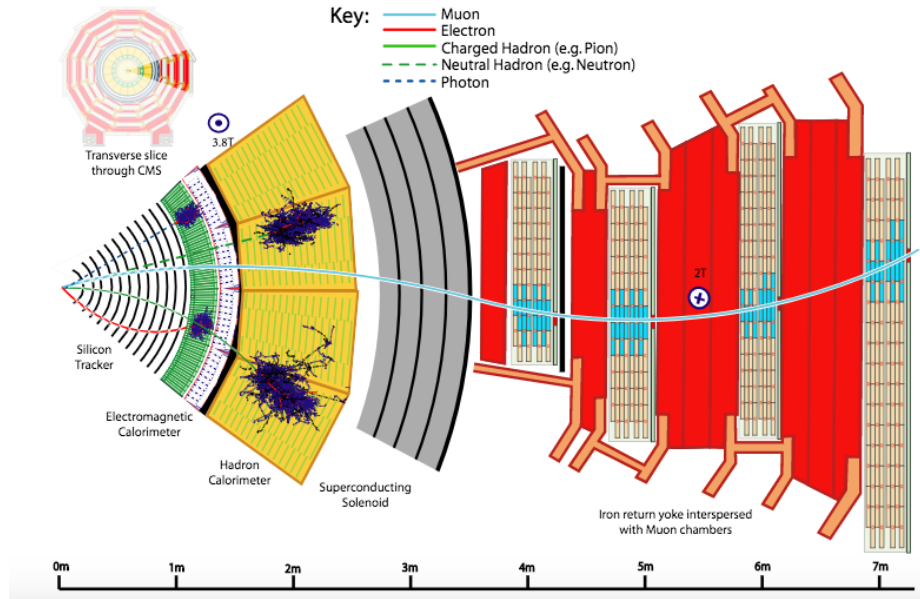 Key:
Muon
Electron
Charged Hadron (e.g. Pion)
Neutral Hadron (e.g. Neutron)
Photon
Transverse slice
through CMS
3.8T
2T
Silicon
Tracker
Electromagnetic
Calorimeter
Hadron
Calorimeter
Superconducting
Solenoid
Iron return yoke interspersed
with Muon chambers
0m 1m 2m 3m 4m 5m 6m 7m